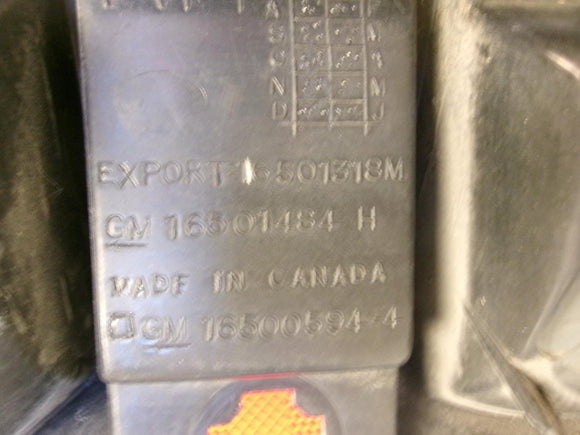 A
S M
O S
N M
D J
EXPORT-16501318M
GM 16501484 H
MADE IN CANADA
GM 16500594-4